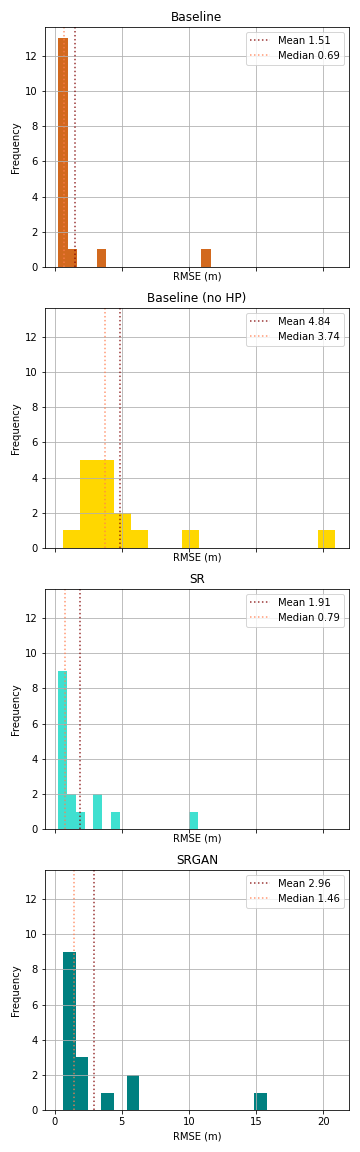 Baseline
Mean 1.51
Median 0.69
Frequency
12
10
8
6
4
2
0
RMSE (m)
Baseline (no HP)
Mean 4.84
Median 3.74
Frequency
12
10
8
6
4
2
0
RMSE (m)
SR
Mean 1.91
Median 0.79
Frequency
12
10
8
6
4
2
0
RMSE (m)
SRGAN
Mean 2.96
Median 1.46
Frequency
12
10
8
6
4
2
0
0 5 10 15 20
RMSE (m)